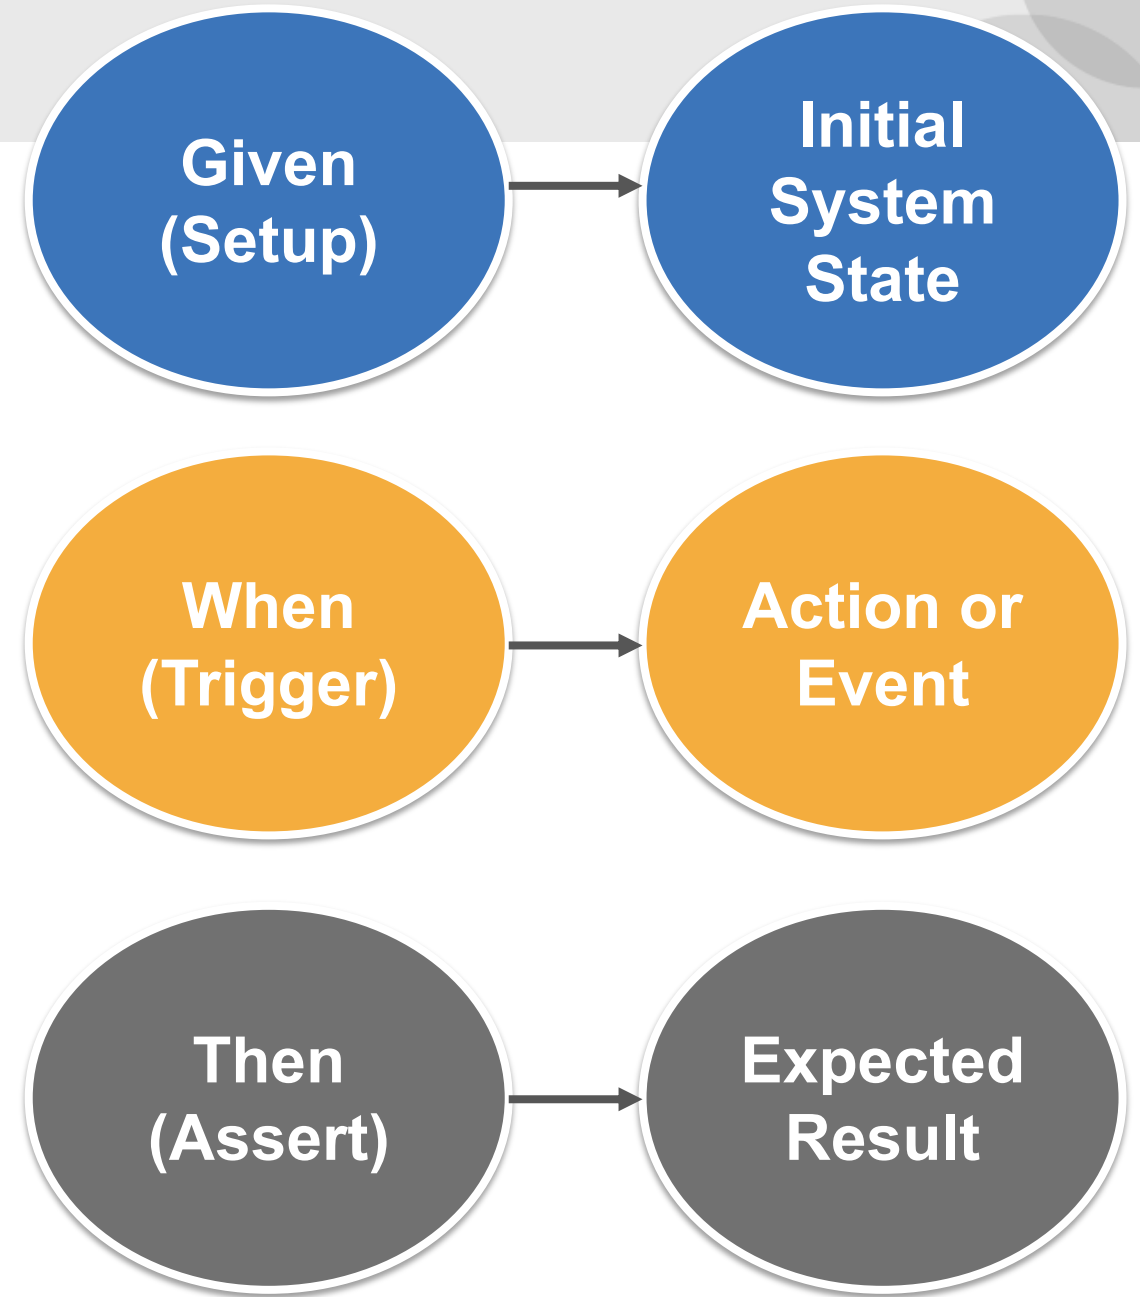 Given
(Setup)
Initial
System
State
When
(Trigger)
Action or
Event
Then
(Assert)
Expected
Result